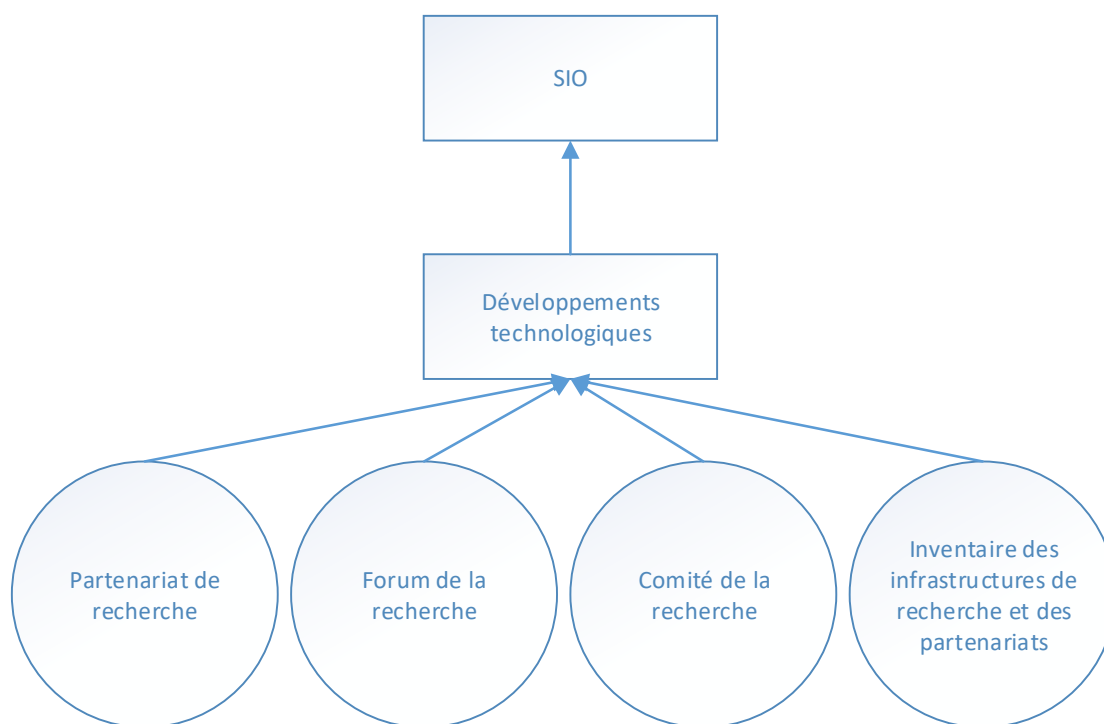 SIO
Développements
technologiques
Partenariat de
recherche
Forum de la
recherche
Comité de la
recherche
Inventaire des
infrastructures de
recherche et des
partenariats